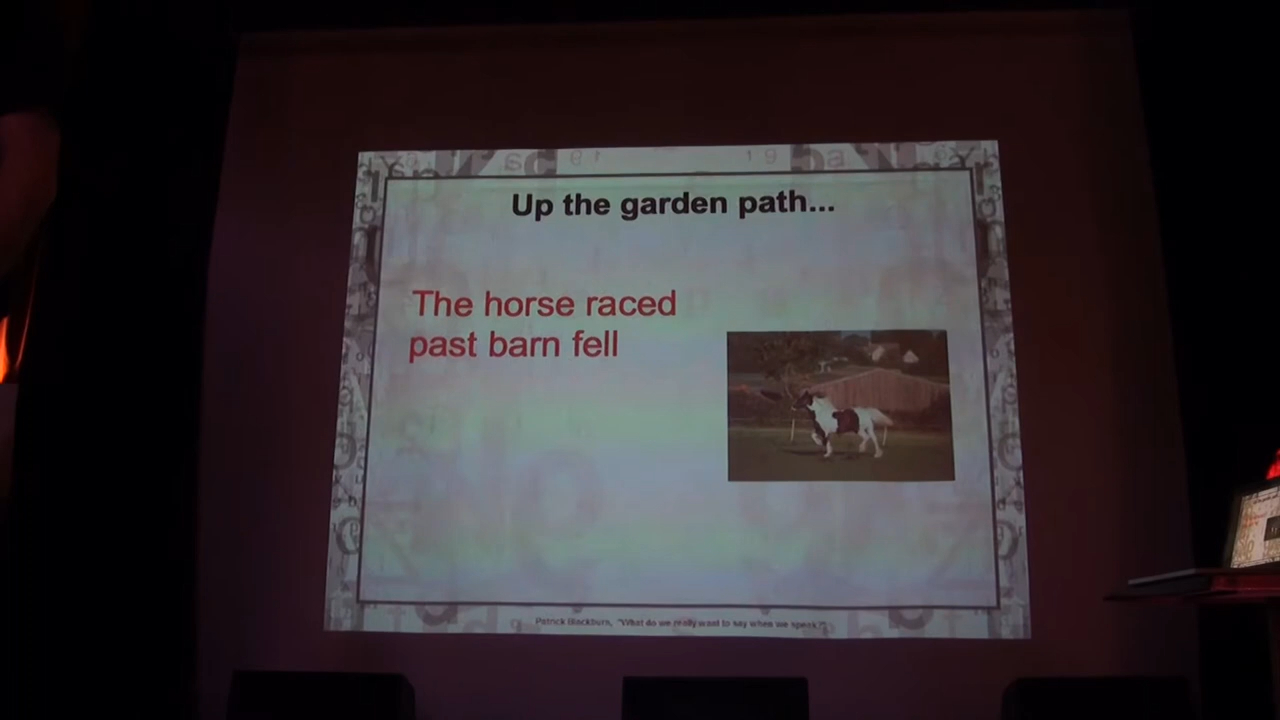 Up the garden path...
The horse raced
past barn fell
Patrick Blackburn, "What do we really want to say when we speak?"